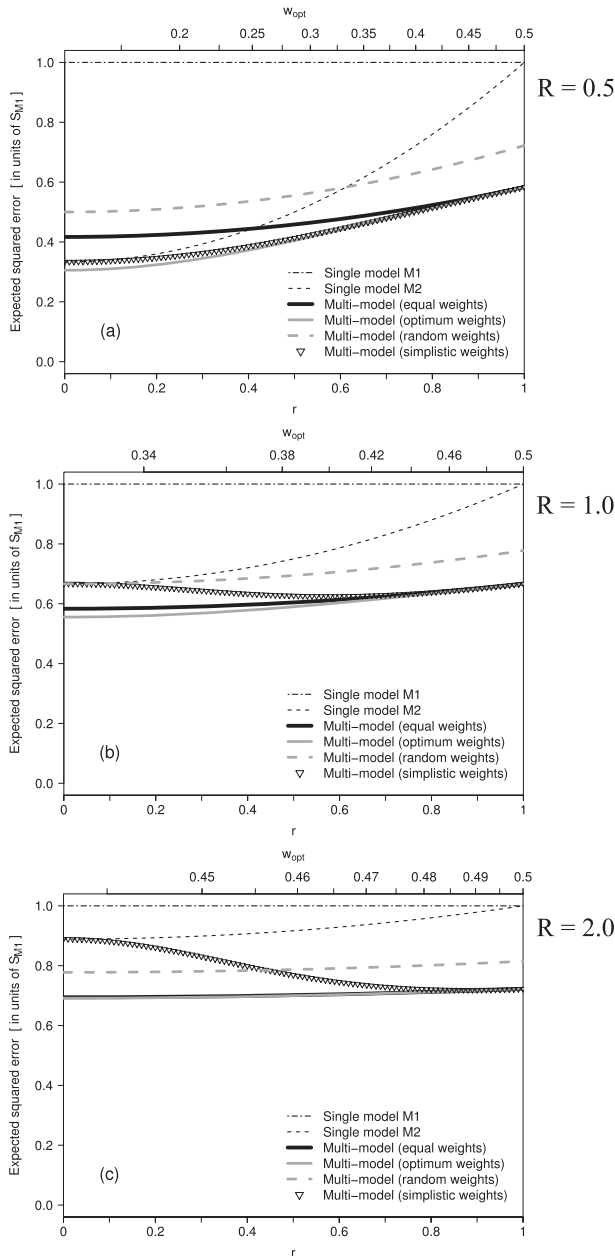 w_opt
0.2 0.25 0.3 0.35 0.4 0.45 0.5
R = 0.5
Expected squared error [ in units of S_M1]
1.0
0.8
0.6
0.4
0.2
0.0
Single model M1
Single model M2
Multi−model (equal weights)
Multi−model (optimum weights)
Multi−model (random weights)
Multi−model (simplistic weights)
(a)
0 0.2 0.4 0.6 0.8 1
r
w_opt
0.34 0.38 0.42 0.44 0.46 0.5
R = 1.0
Expected squared error [ in units of S_M1]
1.0
0.8
0.6
0.4
0.2
0.0
Single model M1
Single model M2
Multi−model (equal weights)
Multi−model (optimum weights)
Multi−model (random weights)
Multi−model (simplistic weights)
(b)
0 0.2 0.4 0.6 0.8 1
r
w_opt
0.45 0.46 0.47 0.48 0.49 0.5
R = 2.0
Expected squared error [ in units of S_M1]
1.0
0.8
0.6
0.4
0.2
0.0
Single model M1
Single model M2
Multi−model (equal weights)
Multi−model (optimum weights)
Multi−model (random weights)
Multi−model (simplistic weights)
(c)
0 0.2 0.4 0.6 0.8 1
r